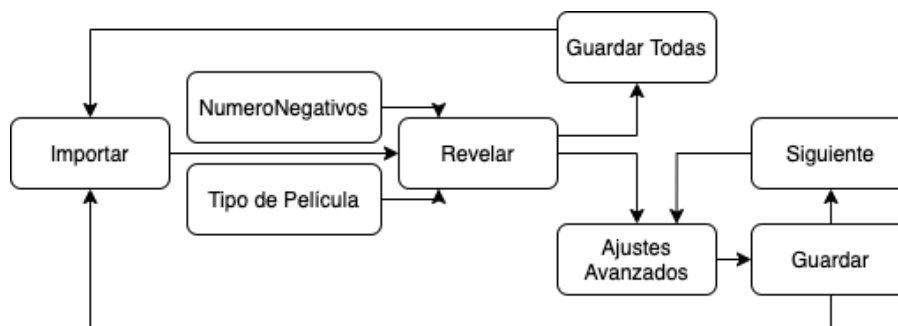 Guardar Todas
NumeroNegativos
Importar
Revelar
Siguiente
Tipo de Película
Ajustes
Avanzados
Guardar